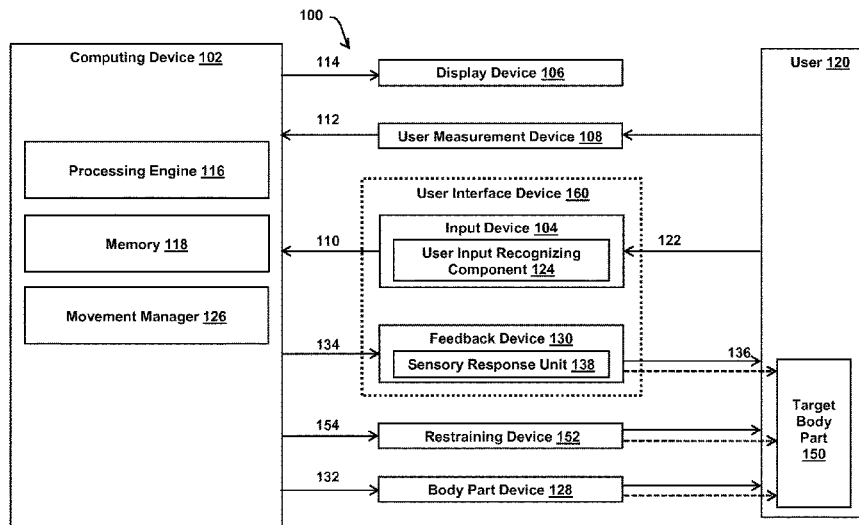 100
Computing Device 102
114
Display Device 106
User 120
112
User Measurement Device 108
Processing Engine 116
User Interface Device 160
Input Device 104
Memory 118
110
User Input Recognizing
Component 124
122
Movement Manager 126
134
Feedback Device 130
Sensory Response Unit 138
136
Target
Body
Part
150
154
Restraining Device 152
132
Body Part Device 128